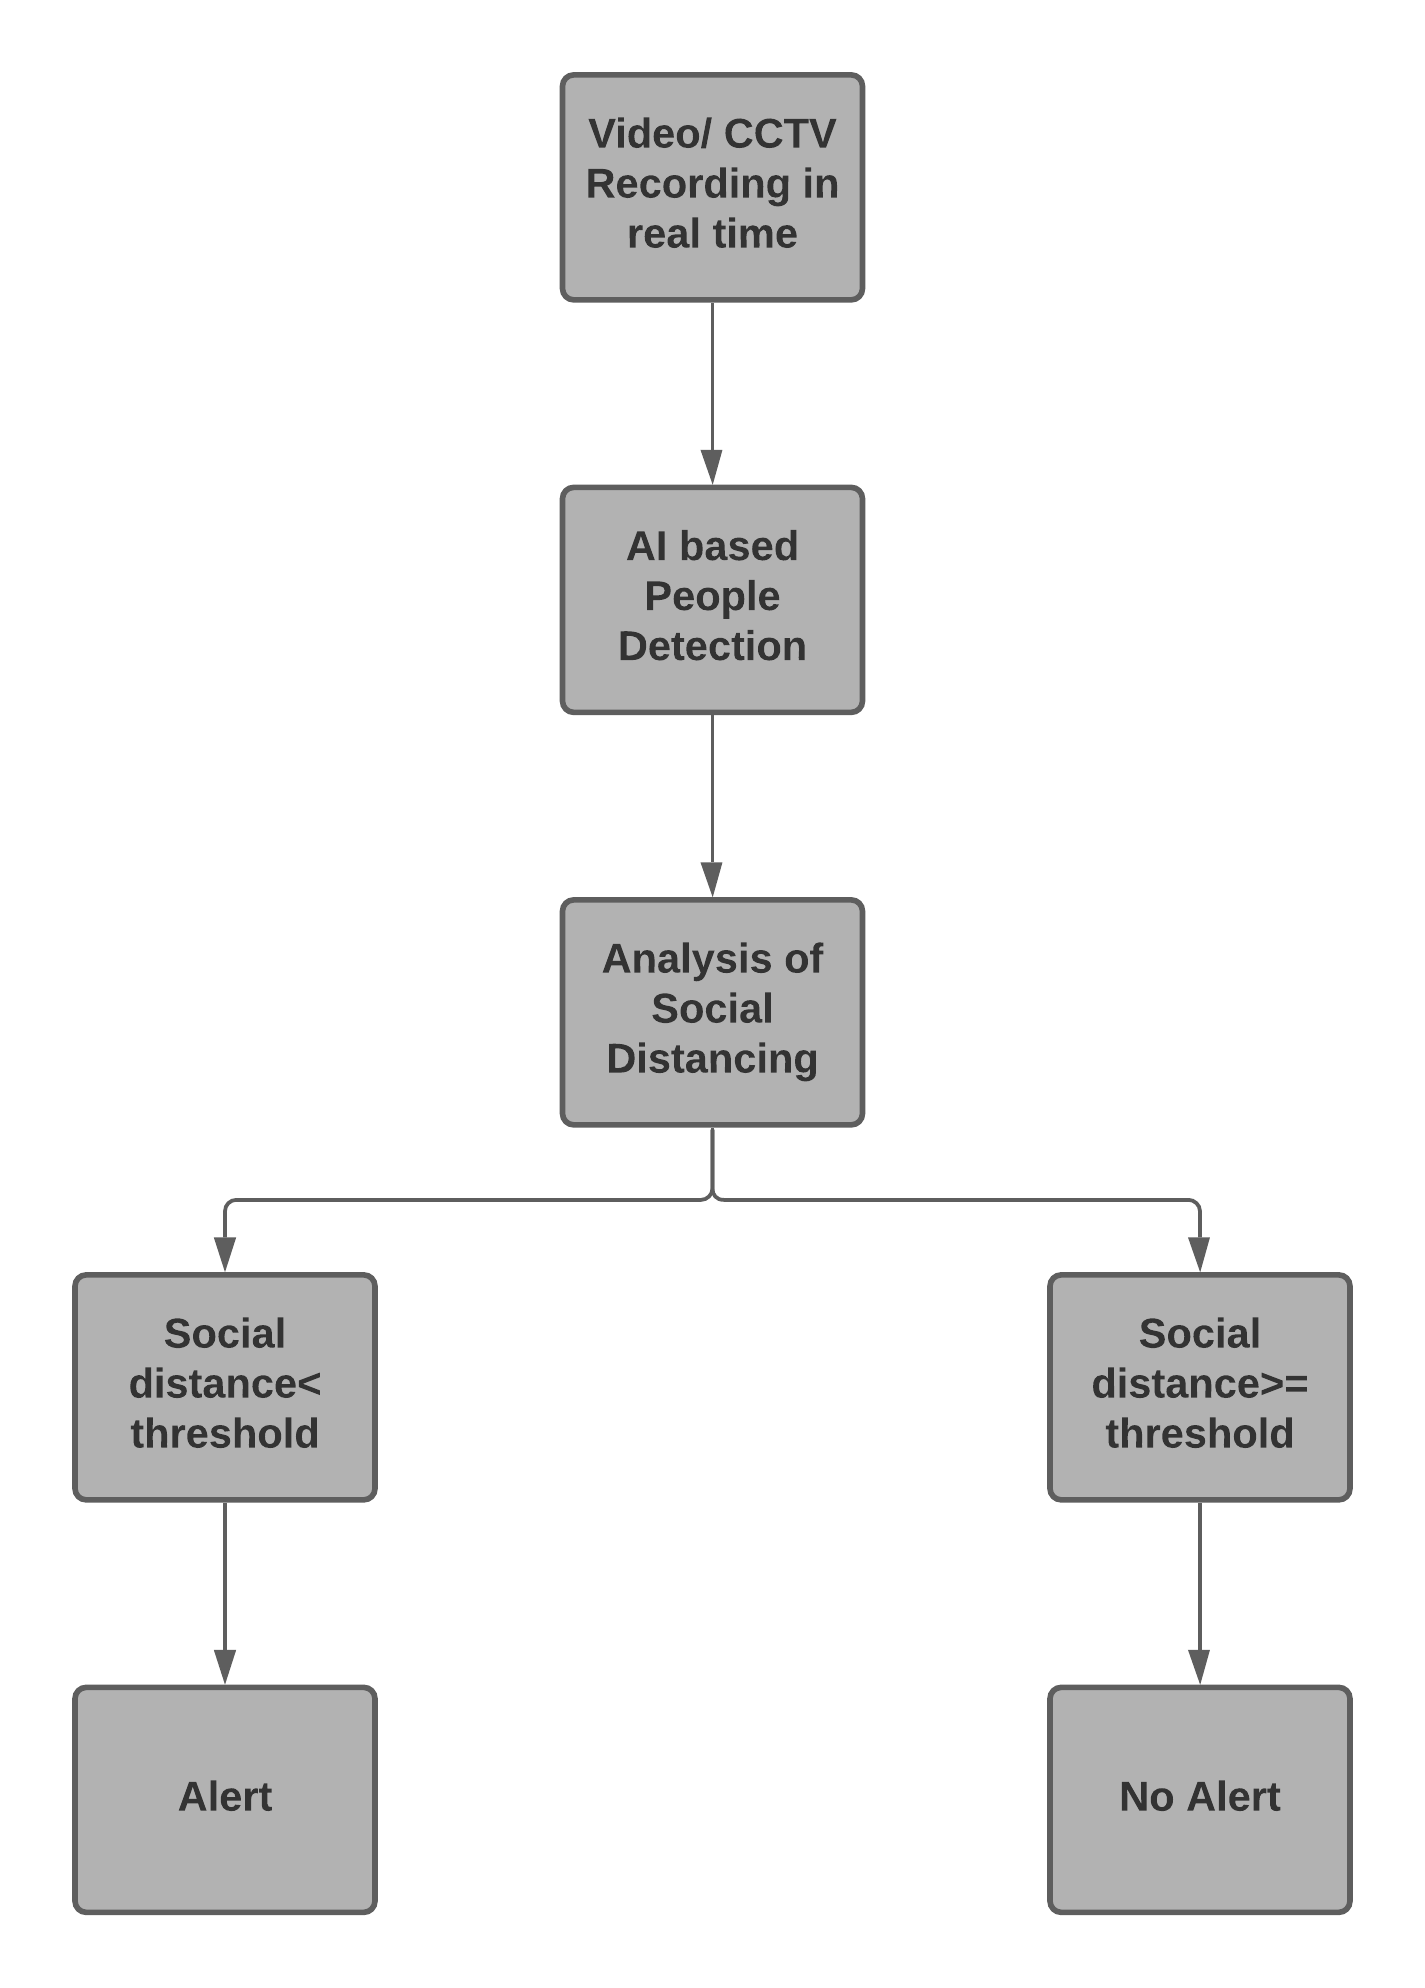 Video/ CCTV
Recording in
real time
AI based
People
Detection
Analysis of
Social
Distancing
Social
distance<
threshold
Social
distance>=
threshold
Alert
No Alert